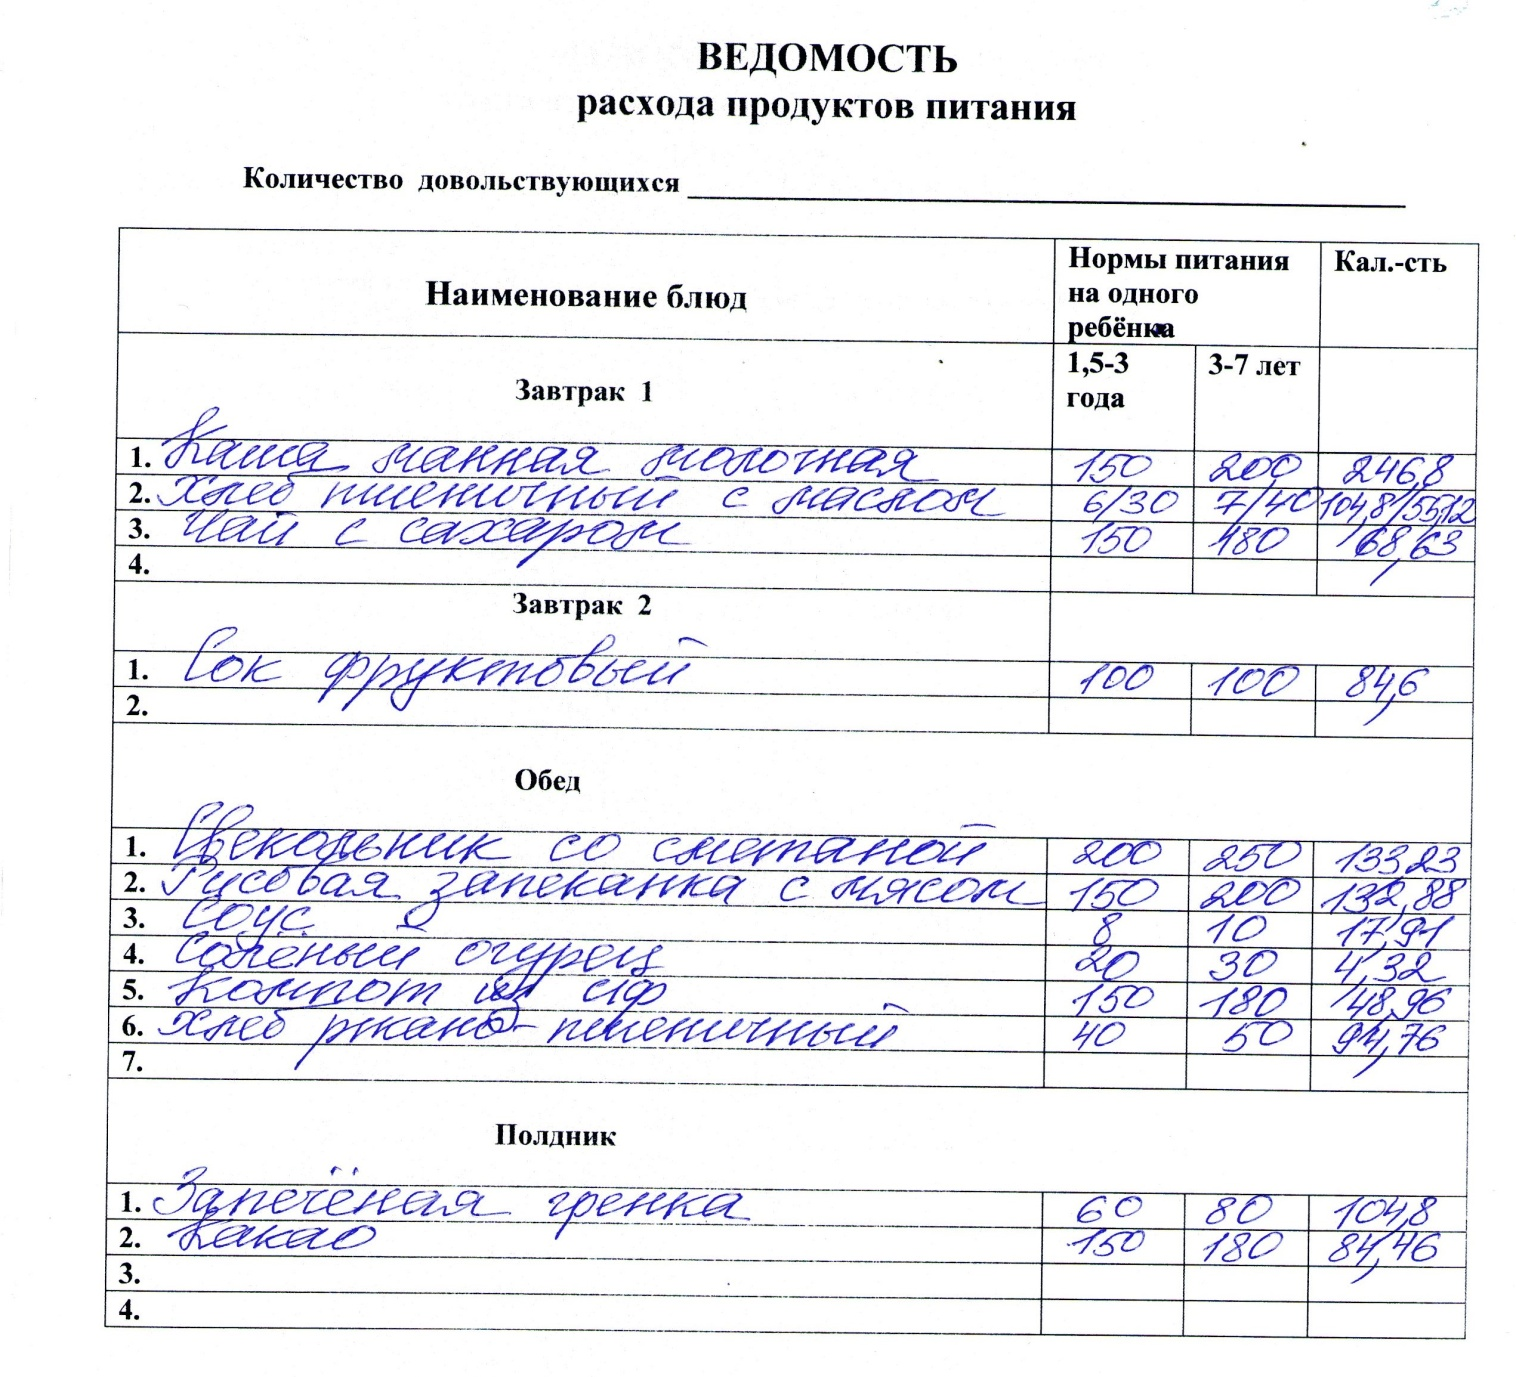 ВЕДОМОСТЬ
расхода продуктов питания
Количество довольствующихся
Наименование блюд
Нормы питания на одного ребёнка
Кал.-сть
Завтрак 1
1,5-3 года
3-7 лет
1. Каша манная молочная 150 200 246,8
2. Хлеб пшеничный с маслом 6/30 7/40 104,8/55,12
3. Чай с сахаром 150 180 68,63
4.
Завтрак 2
1. Сок фруктовый 100 100 84,6
2.
Обед
1. Свекольник со сметаной 200 250 133,23
2. Рисовая запеканка с мясом 150 200 132,88
3. Соус 8 10 17,91
4. Солёный огурец 20 30 4,32
5. Компот из с/ф 150 180 48,96
6. Хлеб ржано-пшеничный 40 50 94,76
7.
Полдник
1. Запечёная гренка 60 80 104,8
2. Какао 150 180 84,46
3.
4.